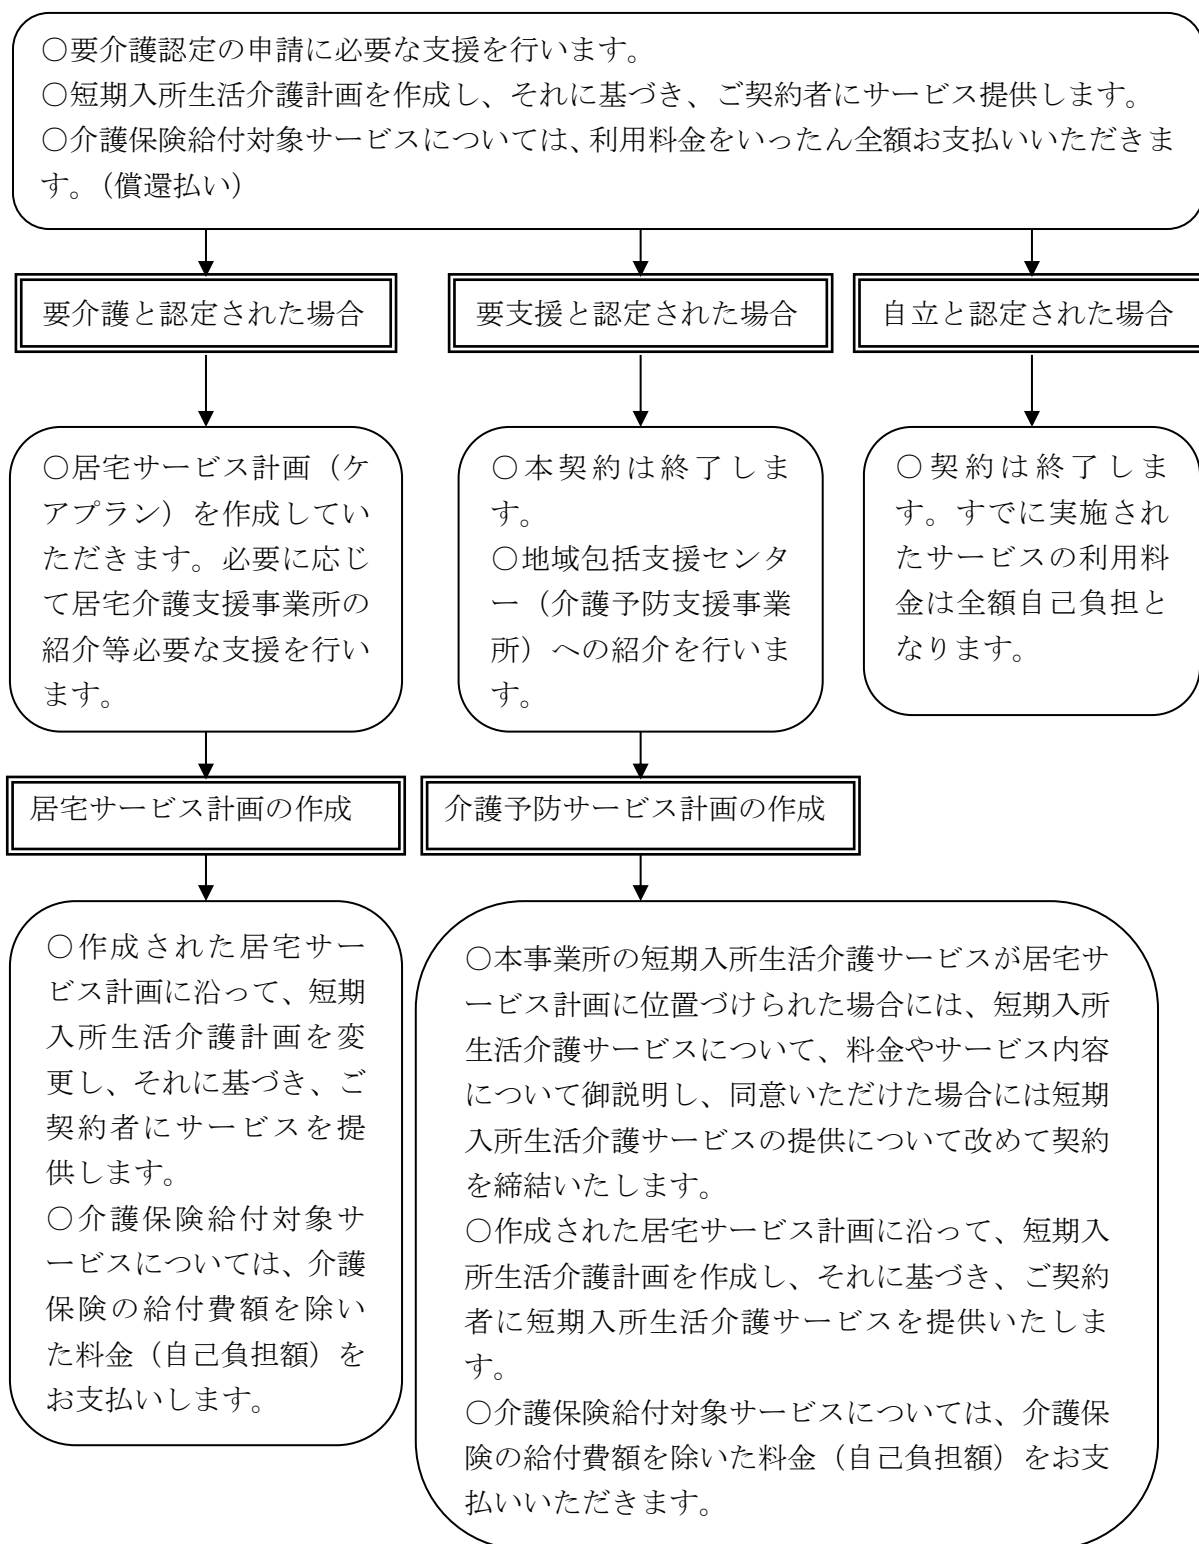 ○要介護認定の申請に必要な支援を行います。
○短期入所生活介護計画を作成し、それに基づき、ご契約者にサービス提供します。
○介護保険給付対象サービスについては、利用料金をいったん全額お支払いいただきま
す。（償還払い）
要介護と認定された場合
要支援と認定された場合
自立と認定された場合
○居宅サービス計画（ケ
アプラン）を作成してい
ただきます。必要に応じ
て居宅介護支援事業所の
紹介等必要な支援を行い
ます。
○本契約は終了しま
す。
○地域包括支援センタ
ー（介護予防支援事業
所）への紹介を行いま
す。
○契約は終了しま
す。すでに実施され
たサービスの利用料
金は全額自己負担と
なります。
居宅サービス計画の作成
介護予防サービス計画の作成
○作成された居宅サー
ビス計画に沿って、短期
入所生活介護計画を変
更し、それに基づき、ご
契約者にサービスを提
供します。
○介護保険給付対象サ
ービスについては、介護
保険の給付費額を除い
た料金（自己負担額）を
お支払いします。
○本事業所の短期入所生活介護サービスが居宅サ
ービス計画に位置づけられた場合には、短期入所
生活介護サービスについて、料金やサービス内容
について御説明し、同意いただけた場合には短期
入所生活介護サービスの提供について改めて契約
を締結いたします。
○作成された居宅サービス計画に沿って、短期入
所生活介護計画を作成し、それに基づき、ご契約
者に短期入所生活介護サービスを提供いたしま
す。
○介護保険給付対象サービスについては、介護保
険の給付費額を除いた料金（自己負担額）をお支
払いいただきます。